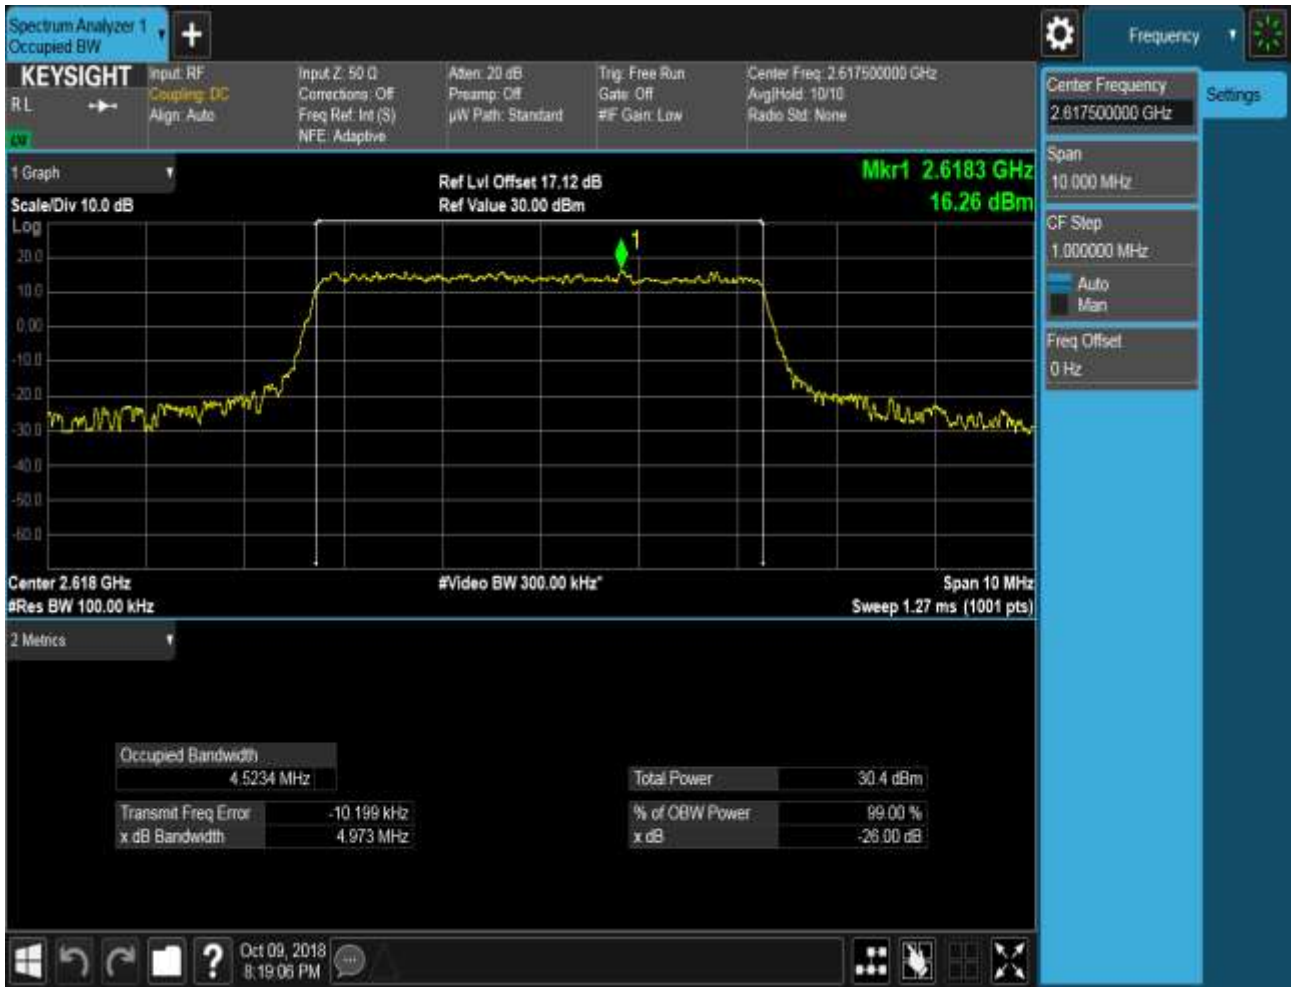 Spectrum Analyzer 1
Occupied BW
Frequency
KEYSIGHT
R L
Input: RF
Coupling: DC
Align: Auto
Input Z: 50 Ω
Corrections: Off
Freq Ref: Int (S)
NFE: Adaptive
Atten: 20 dB
Preamp: Off
µW Path: Standard
Trig: Free Run
Gate: Off
#IF Gain: Low
Center Freq: 2.617500000 GHz
Avg|Hold: 10/10
Radio Std: None
Center Frequency
2.617500000 GHz
Settings
Span
10.000 MHz
CF Step
1.000000 MHz
Auto
Man
Freq Offset
0 Hz
1 Graph
Scale/Div 10.0 dB
Ref Lvl Offset 17.12 dB
Ref Value 30.00 dBm
Mkr1 2.6183 GHz
16.26 dBm
Log
1
20.0
10.0
0.00
-10.0
-20.0
-30.0
-40.0
-50.0
-60.0
Center 2.618 GHz
#Video BW 300.00 kHz*
Span 10 MHz
#Res BW 100.00 kHz
Sweep 1.27 ms (1001 pts)
2 Metrics
Occupied Bandwidth
4.5234 MHz
Total Power 30.4 dBm
Transmit Freq Error -10.199 kHz
% of OBW Power 99.00 %
x dB Bandwidth 4.973 MHz
x dB -26.00 dB
?
Oct 09, 2018
8:19:06 PM